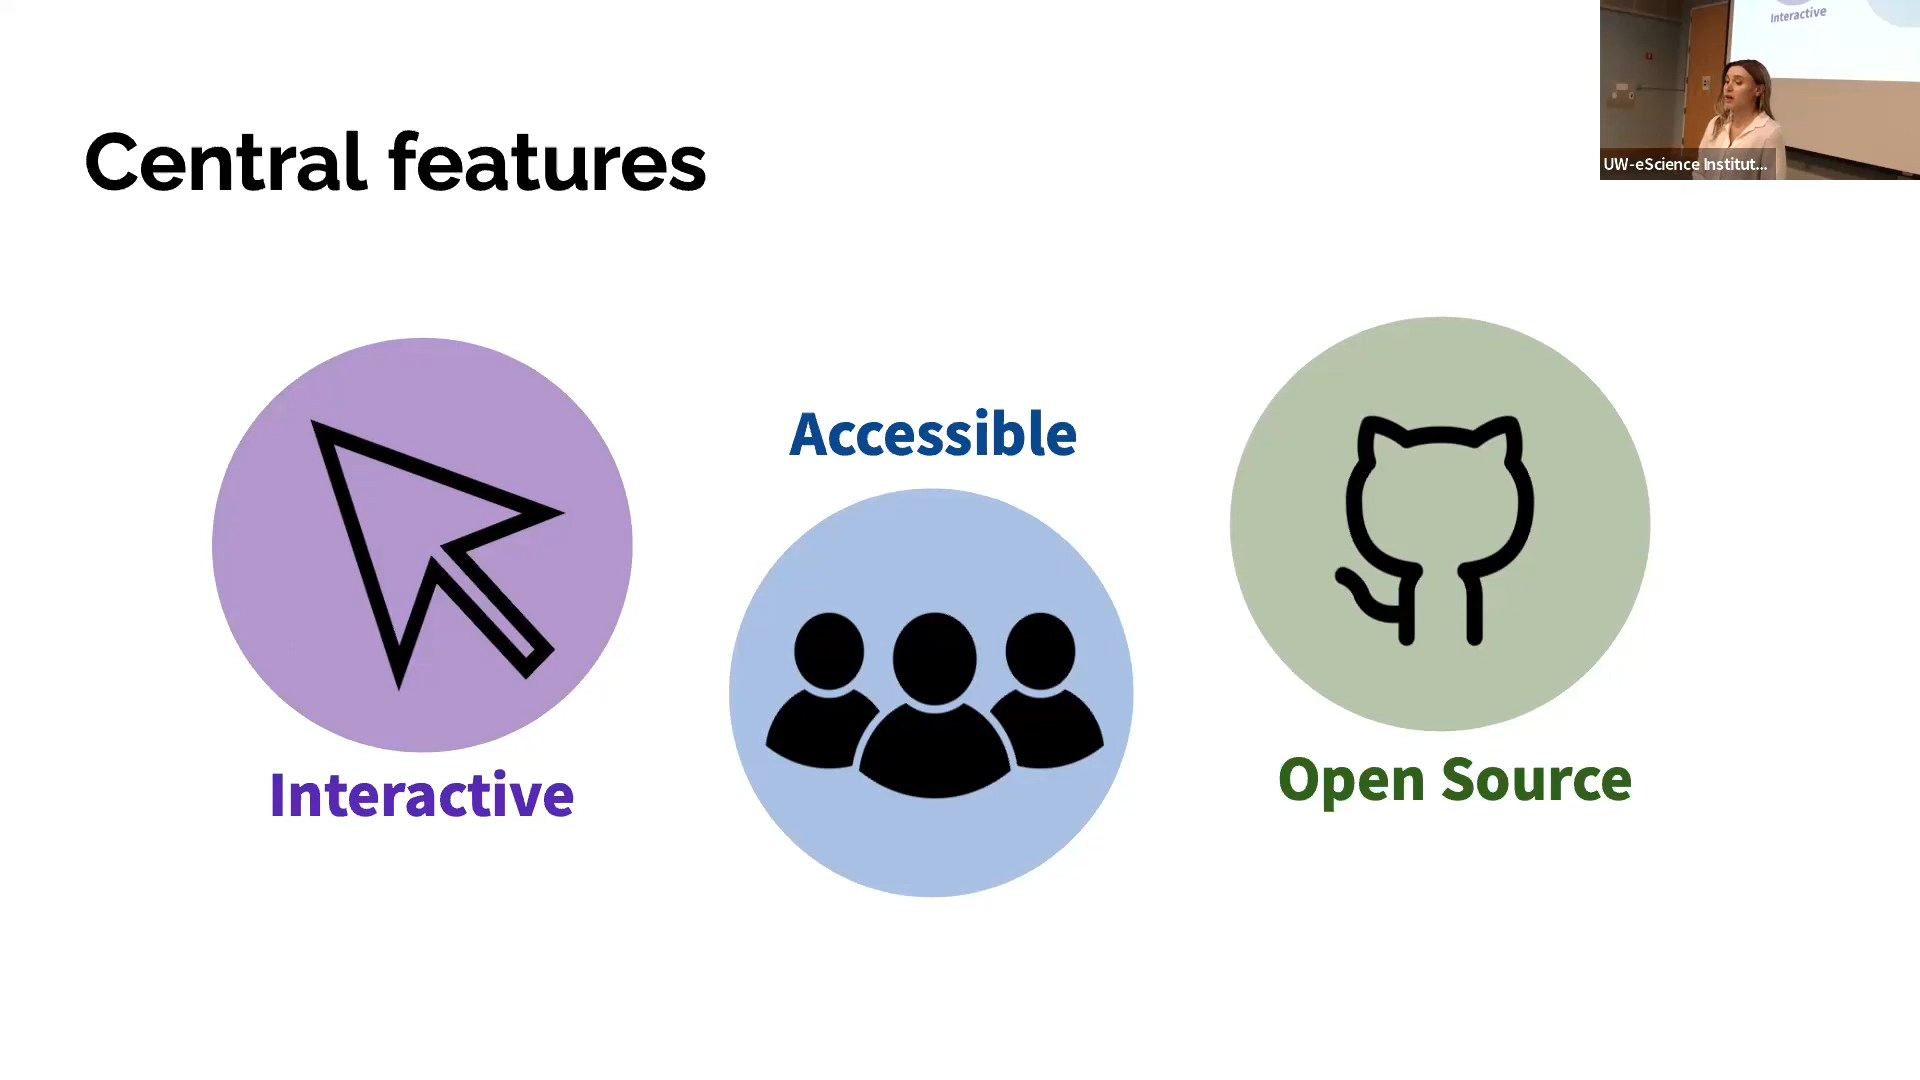 Interactive
UW-eScience Institut...
Central features
Accessible
Interactive
Open Source